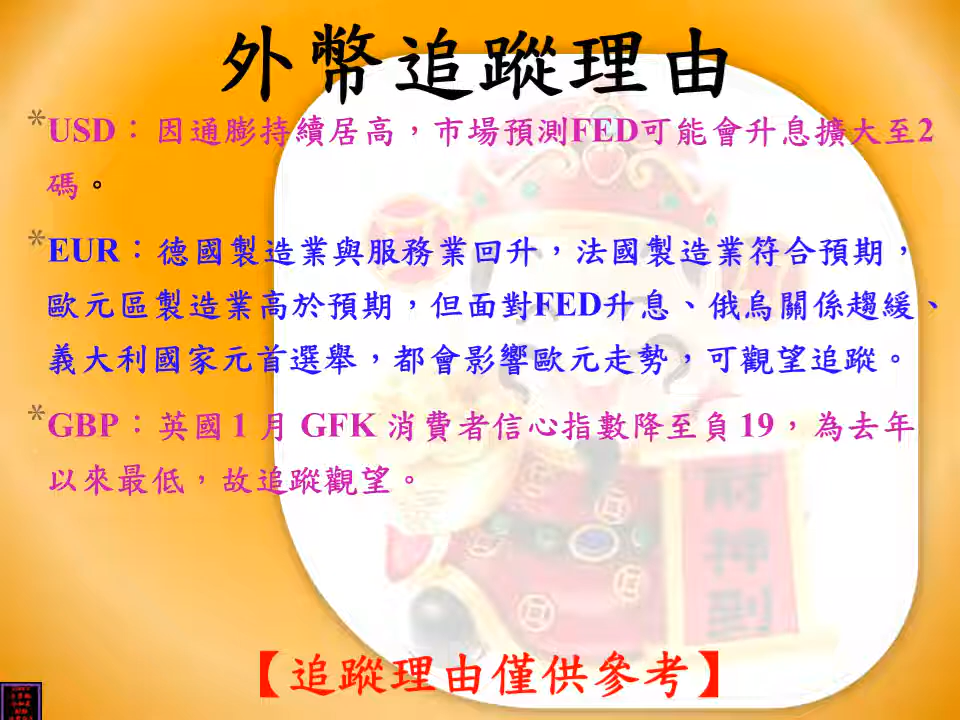 外幣追蹤理由
*USD：因通膨持續居高，市場預測FED可能會升息擴大至2
碼。
*EUR：德國製造業與服務業回升，法國製造業符合預期，
歐元區製造業高於預期，但面對FED升息、俄烏關係趨緩、
義大利國家元首選舉，都會影響歐元走勢，可觀望追蹤。
*GBP：英國 1 月 GFK 消費者信心指數降至負 19，為去年
以來最低，故追蹤觀望。
財神到
【追蹤理由僅供參考】